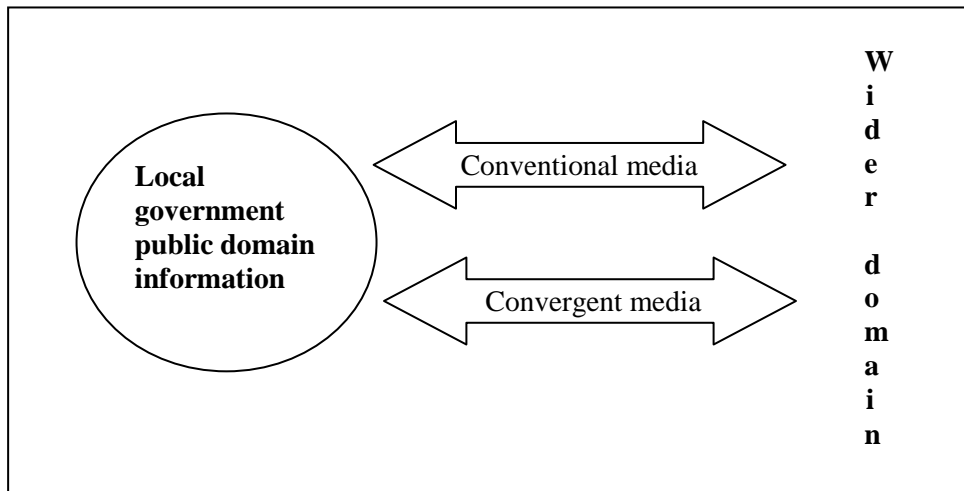 Local
government
public domain
information
Conventional media
Convergent media
W
i
d
e
r
d
o
m
a
i
n